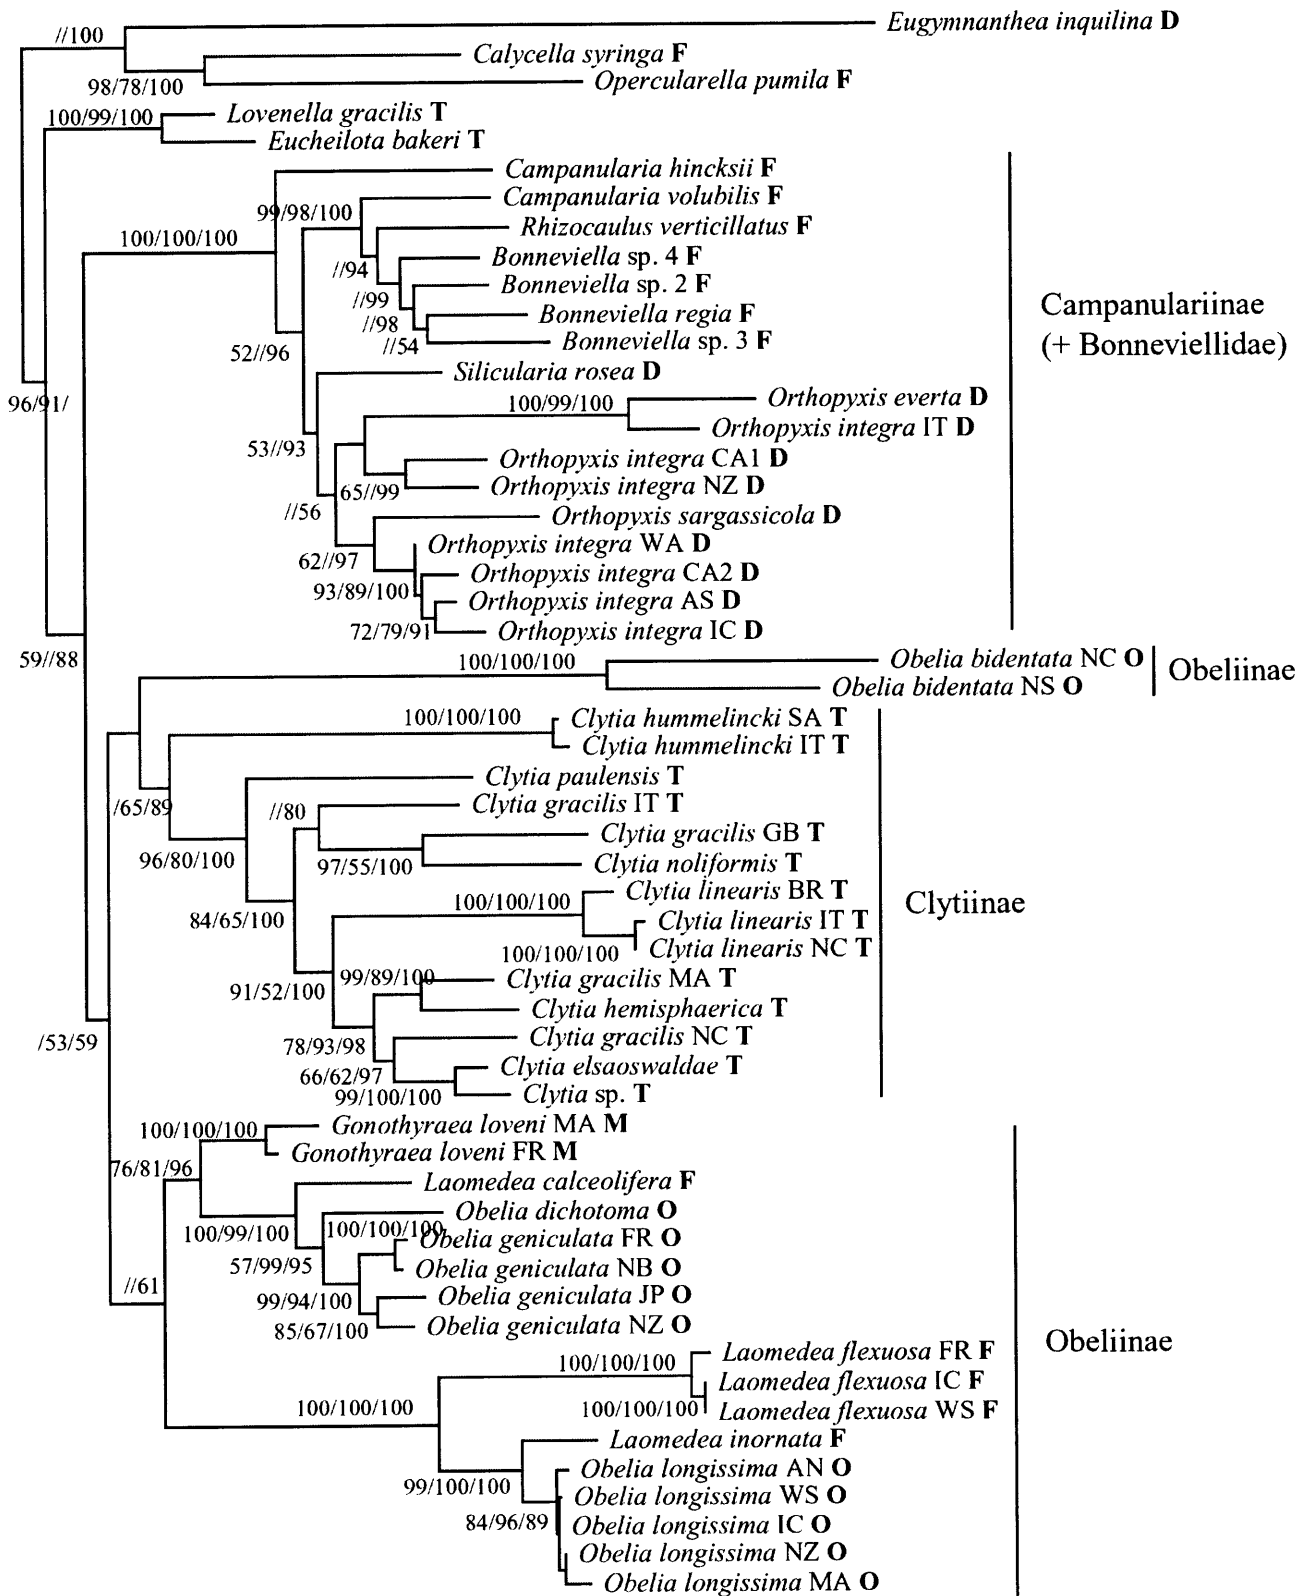 //100
Eugymnanthea inquilina D
Calycella syringa F
98/78/100
Opercularella pumila F
Lovenella gracilis T
100/99/100
Eucheilota bakeri T
Campanularia hincksii F
Campanularia volubilis F
99/98/100
Rhizocaulus verticillatus F
100/100/100
Bonneviella sp. 4 F
//94
Bonneviella sp. 2 F
//99
Bonneviella regia F
//98
Bonneviella sp. 3 F
//54
52//96
Campanulariinae
(+ Bonneviellidae)
Silicularia rosea D
96/91/
Orthopyxis everta D
100/99/100
Orthopyxis integra IT D
53//93
Orthopyxis integra CA1 D
65//99
Orthopyxis integra NZ D
//56
Orthopyxis sargassicola D
Orthopyxis integra WA D
62//97
Orthopyxis integra CA2 D
93/89/100
Orthopyxis integra AS D
72/79/91
Orthopyxis integra IC D
59//88
100/100/100
Obelia bidentata NC O
Obeliinae
Obelia bidentata NS O
100/100/100
Clytia hummelincki SA T
Clytia hummelincki IT T
Clytia paulensis T
/65/89
//80
Clytia gracilis IT T
Clytia gracilis GB T
96/80/100
97/55/100
Clytia noliformis T
Clytia linearis BR T
100/100/100
Clytiinae
84/65/100
Clytia linearis IT T
100/100/100
Clytia linearis NC T
99/89/100
Clytia gracilis MA T
91/52/100
Clytia hemisphaerica T
Clytia gracilis NC T
/53/59
78/93/98
Clytia elsaoswaldae T
66/62/97
Clytia sp. T
99/100/100
Gonothyraea loveni MA M
100/100/100
Gonothyraea loveni FR M
76/81/96
Laomedea calceolifera F
Obelia dichotoma O
100/99/100
100/100/100
Obelia geniculata FR O
57/99/95
Obelia geniculata NB O
//61
Obelia geniculata JP O
99/94/100
Obelia geniculata NZ O
85/67/100
Obeliinae
Laomedea flexuosa FR F
100/100/100
Laomedea flexuosa IC F
100/100/100
100/100/100
Laomedea flexuosa WS F
Laomedea inornata F
Obelia longissima AN O
99/100/100
Obelia longissima WS O
84/96/89
Obelia longissima IC O
Obelia longissima NZ O
Obelia longissima MA O